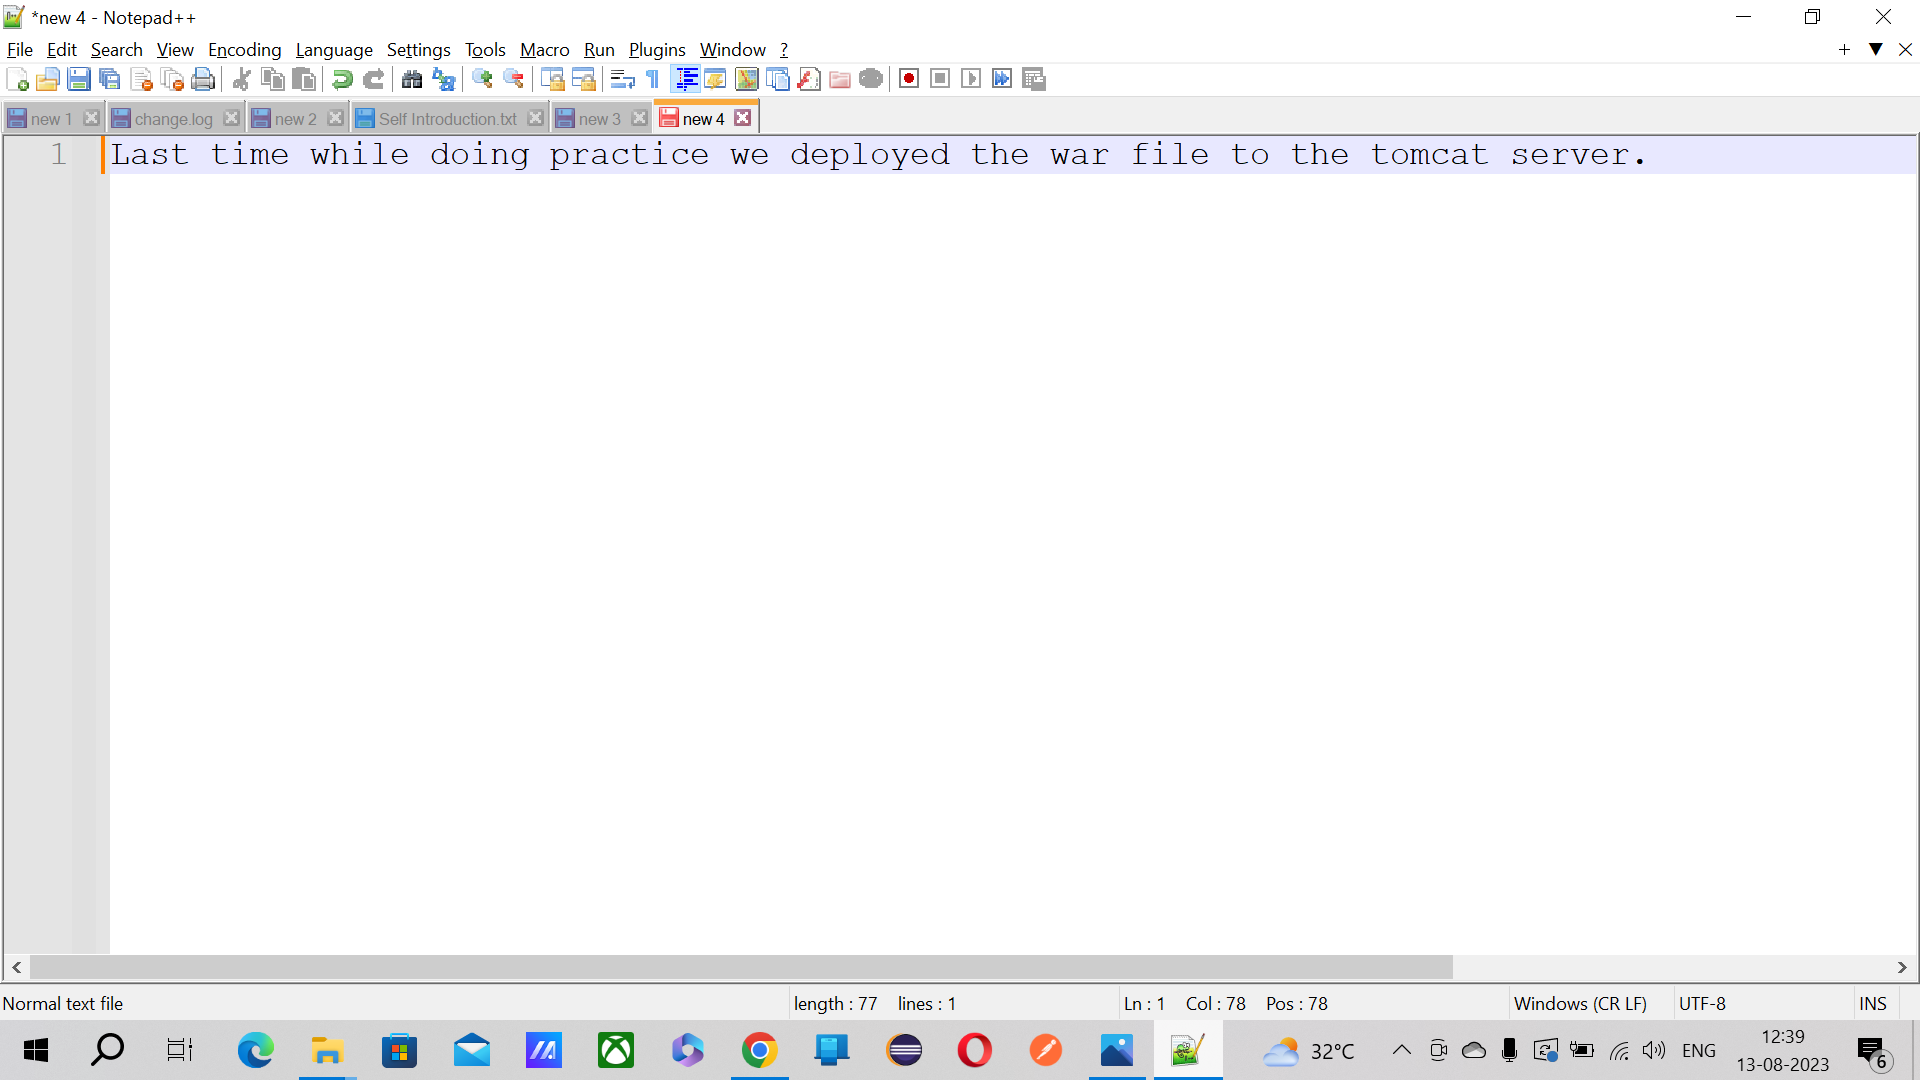 *new 4 - Notepad++
File Edit Search View Encoding Language Settings Tools Macro Run Plugins Window ?
new 1 change.log new 2 Self Introduction.txt new 3 new 4
1 Last time while doing practice we deployed the war file to the tomcat server.
Normal text file length : 77 lines : 1 Ln : 1 Col : 78 Pos : 78 Windows (CR LF) UTF-8 INS
32°C ENG 12:39
13-08-2023 6